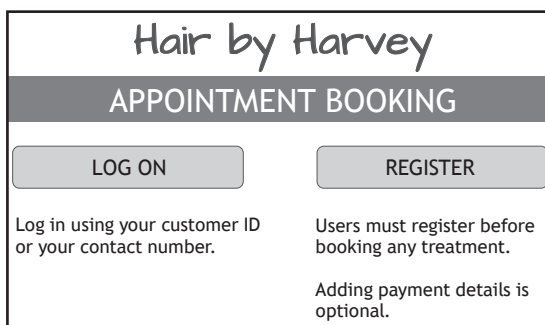 Hair by Harvey
APPOINTMENT BOOKING
LOG ON
Log in using your customer ID
or your contact number.
REGISTER
Users must register before
booking any treatment.
Adding payment details is
optional.